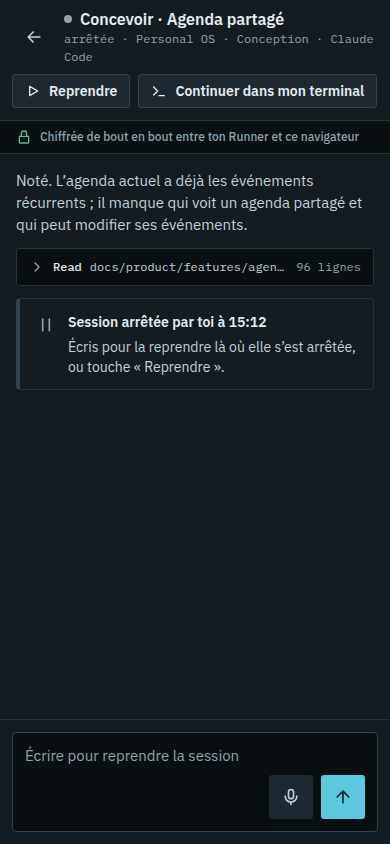 Concevoir · Agenda partagé
arrêtée · Personal OS · Conception · Claude
Code
Reprendre
Continuer dans mon terminal
Chiffrée de bout en bout entre ton Runner et ce navigateur
Noté. L’agenda actuel a déjà les événements
récurrents ; il manque qui voit un agenda partagé et
qui peut modifier ses événements.
Read docs/product/features/agen… 96 lignes
Session arrêtée par toi à 15:12
Écris pour la reprendre là où elle s’est arrêtée,
ou touche « Reprendre ».
Écrire pour reprendre la session